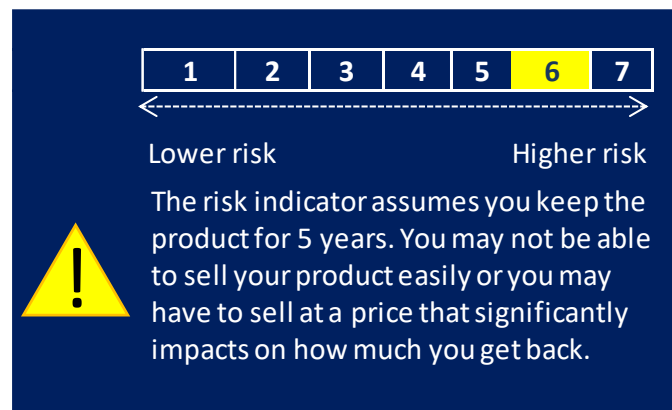 1 2 3 4 5 6 7
Lower risk Higher risk
The risk indicator assumes you keep the
product for 5 years. You may not be able
to sell your product easily or you may
have to sell at a price that significantly
impacts on how much you get back.
!